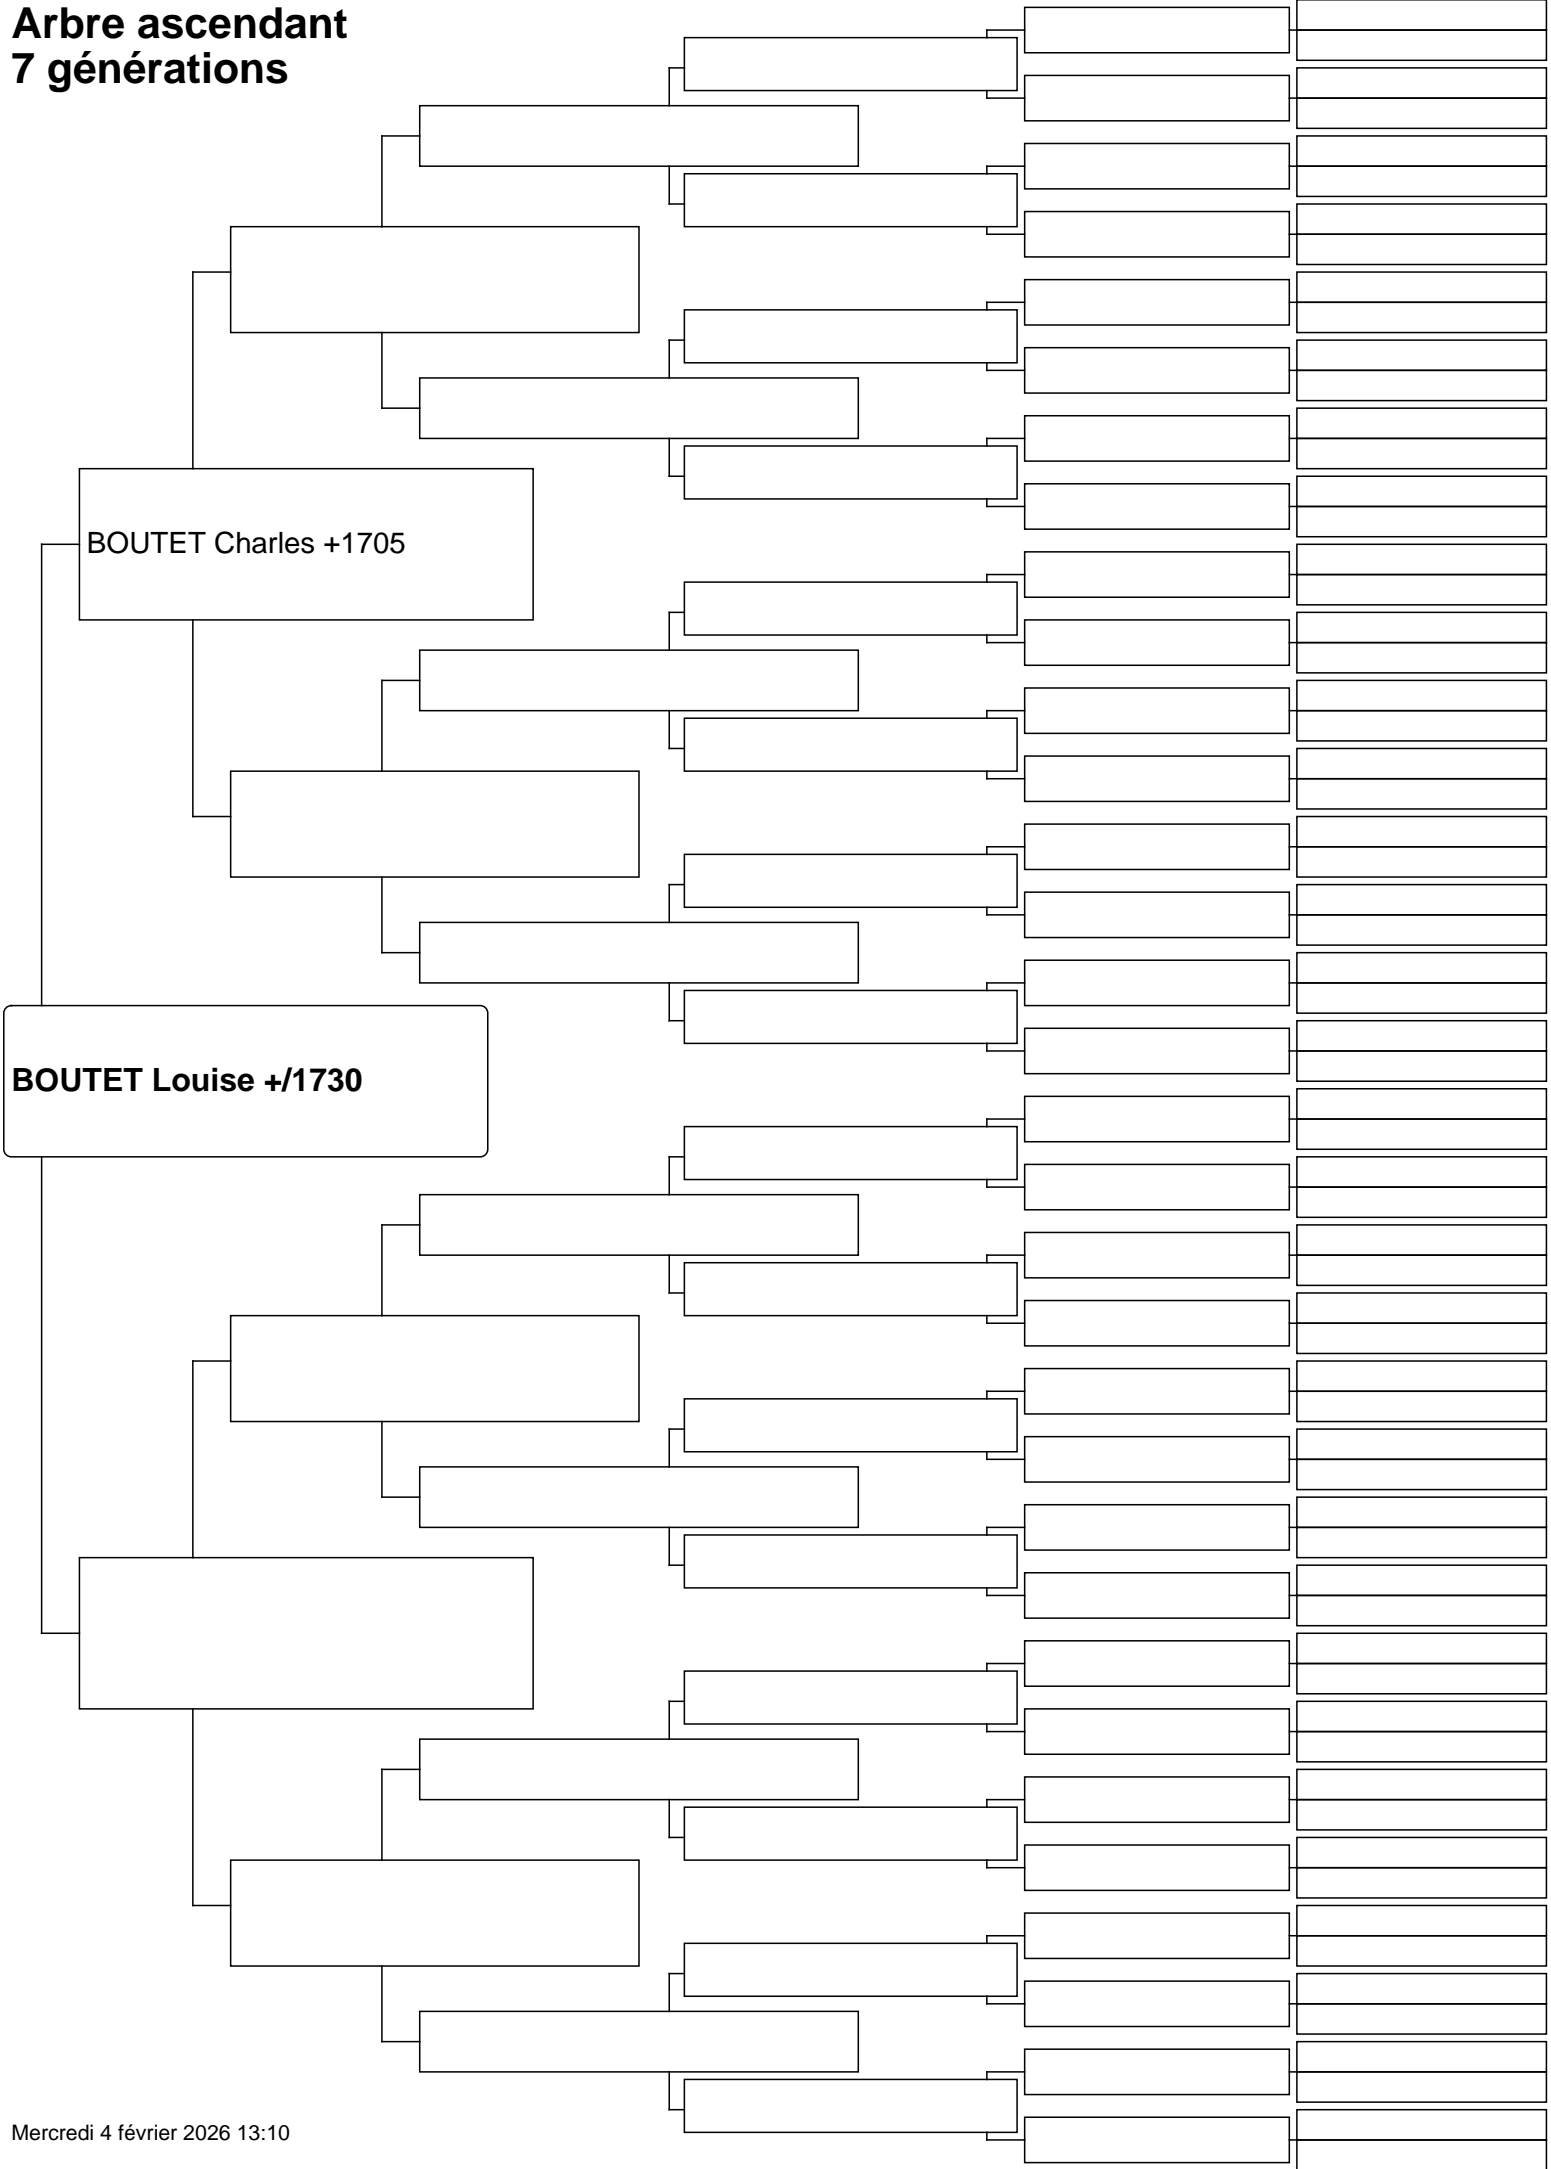 Arbre ascendant
7 générations
BOUTET Charles +1705
BOUTET Louise +/1730
Mercredi 4 février 2026 13:10